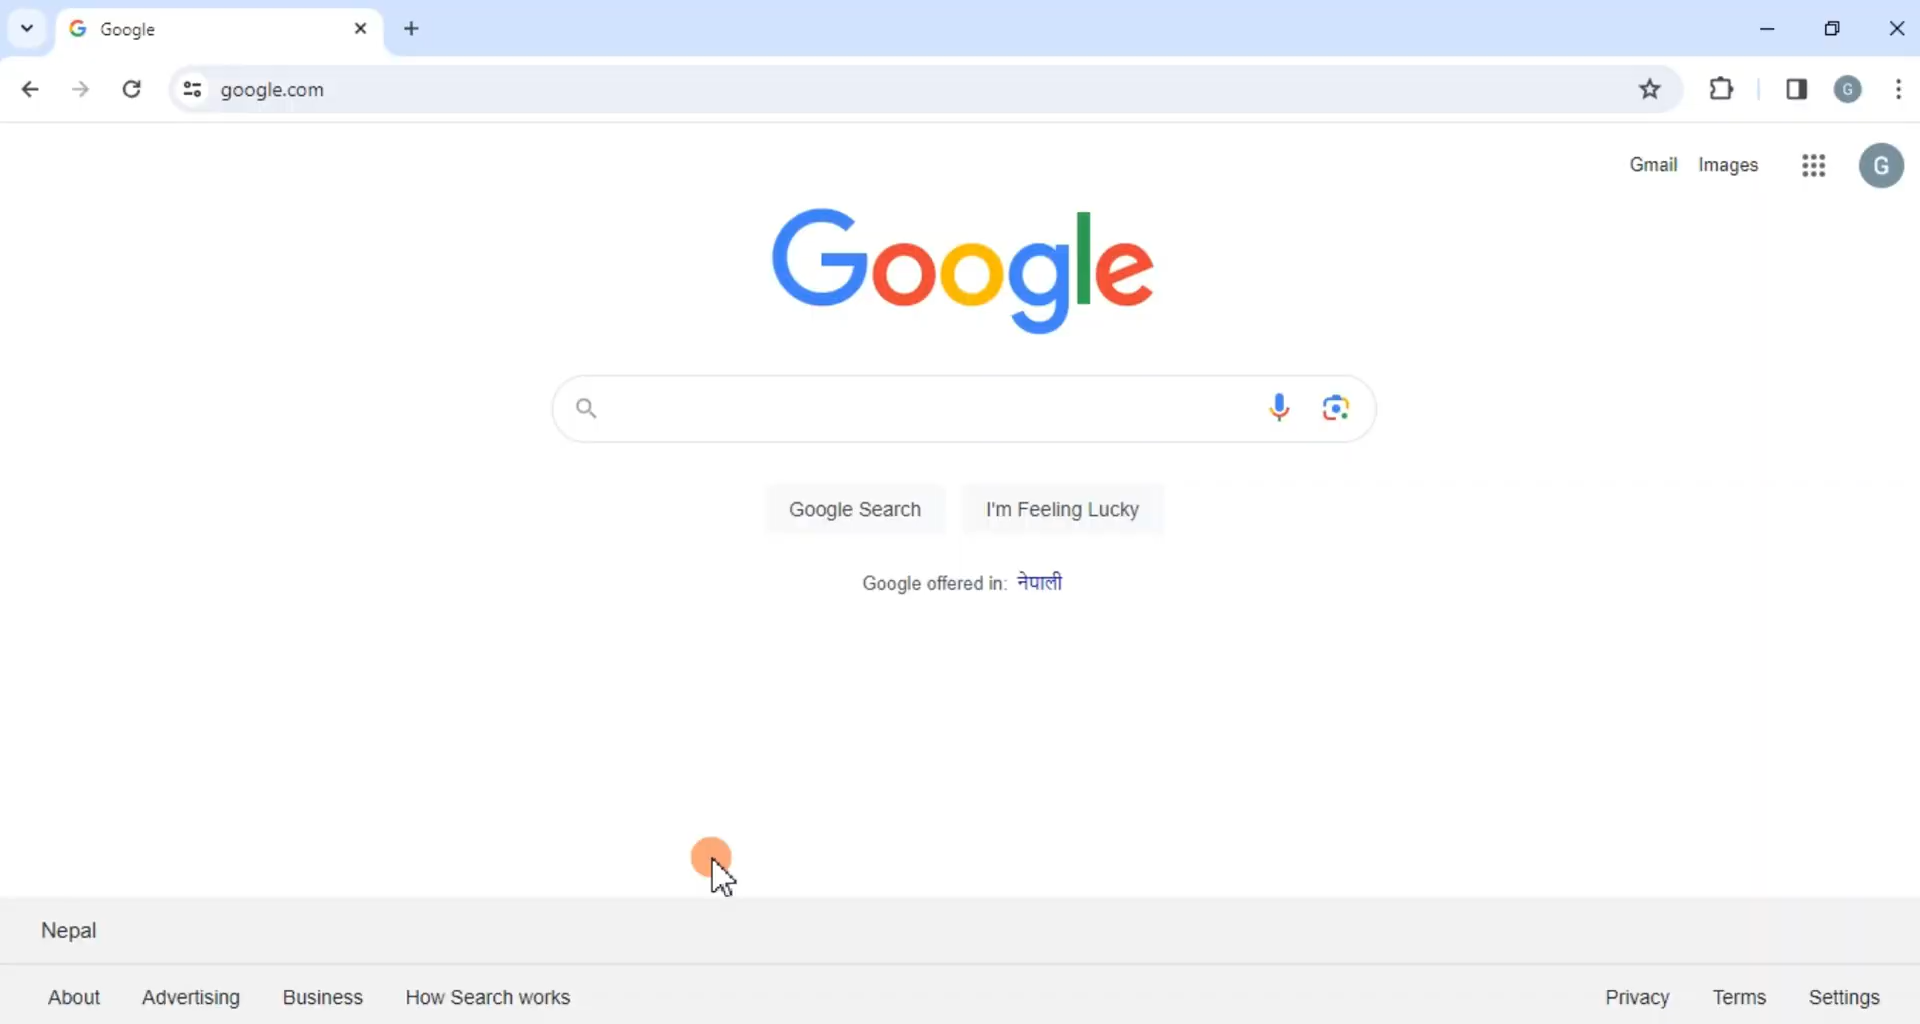 Google
google.com
G
Gmail Images
G
Google
Google Search I'm Feeling Lucky
Google offered in: नेपाली
Nepal
About Advertising Business How Search works Privacy Terms Settings